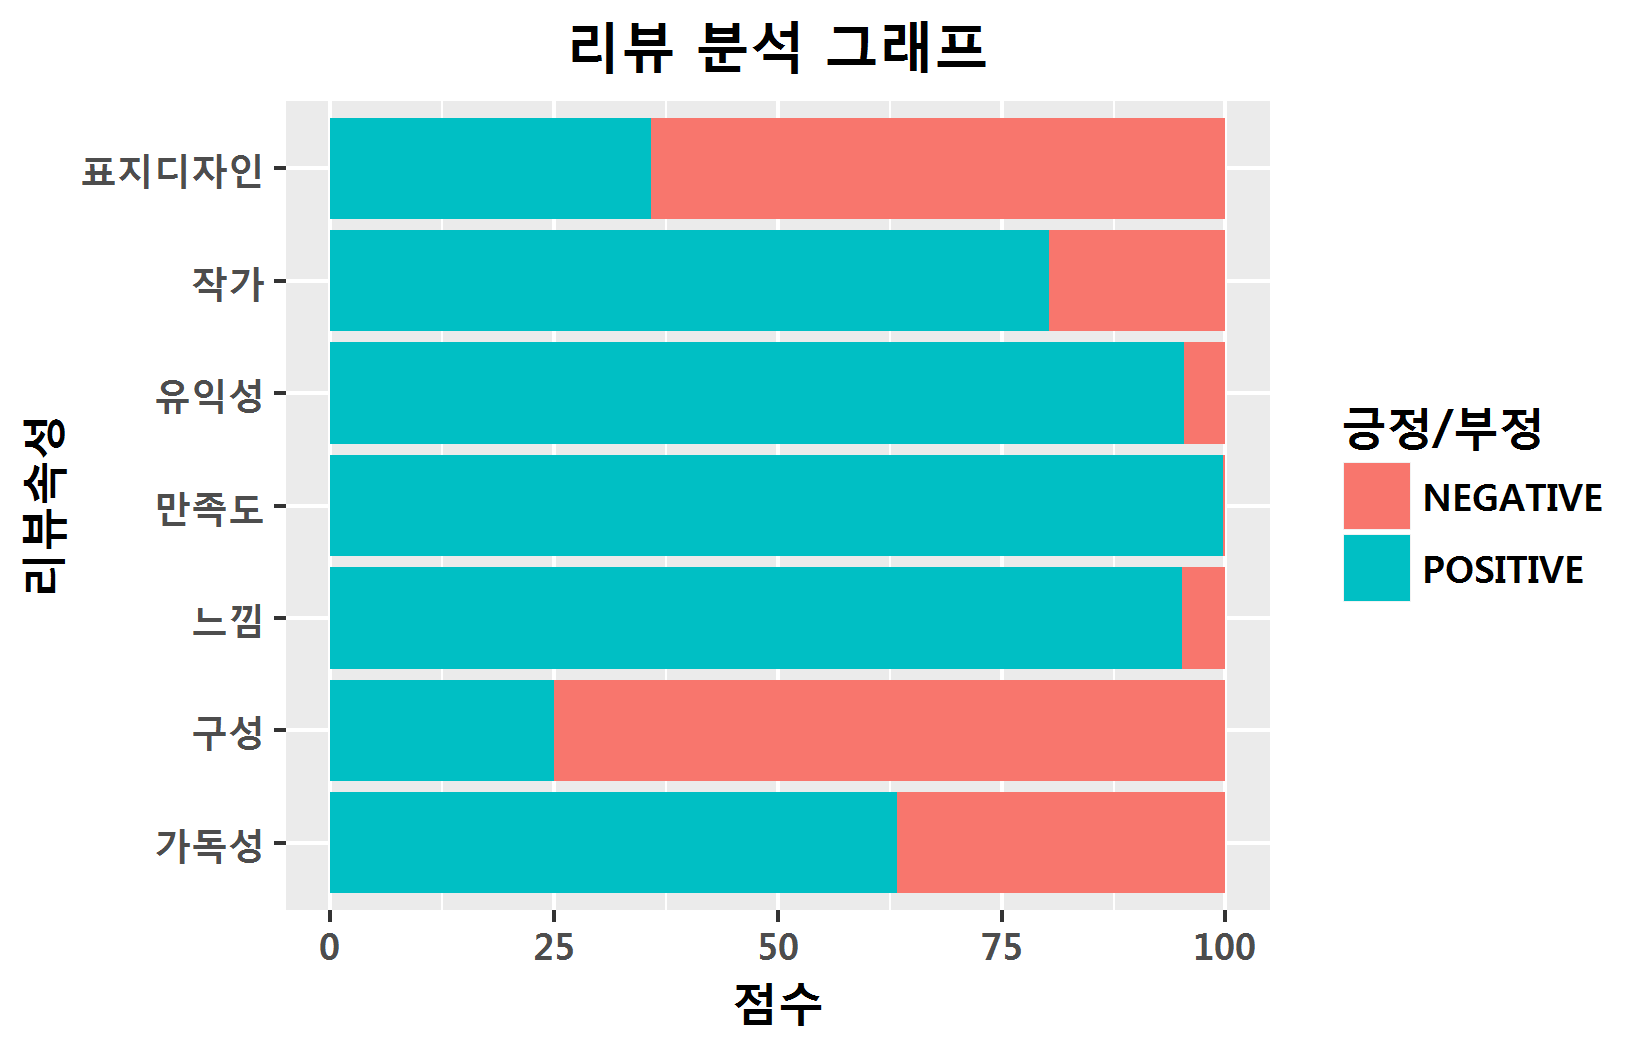 리뷰 분석 그래프
리뷰속성
표지디자인
작가
유익성
만족도
느낌
구성
가독성
0 25 50 75 100
점수
긍정/부정
NEGATIVE
POSITIVE